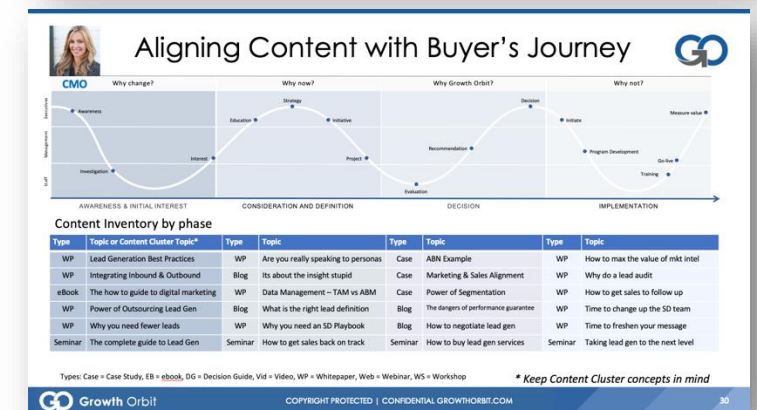 Aligning Content with Buyer's Journey
GO
CMO
Why change?
Why now?
Why Growth Orbit?
Why not?
Executives
Management
Staff
Awareness
Investigation
Interest
Education
Strategy
Initiative
Project
Evaluation
Recommendation
Decision
Initiate
Program Development
Training
Go-live
Measure value
AWARENESS & INITIAL INTEREST
CONSIDERATION AND DEFINITION
DECISION
IMPLEMENTATION
Content Inventory by phase
Type Topic or Content Cluster Topic* Type Topic Type Topic Type Topic
WP Lead Generation Best Practices WP Are you really speaking to personas Case ABN Example WP How to max the value of mkt intel
WP Integrating Inbound & Outbound Blog Its about the insight stupid Case Marketing & Sales Alignment WP Why do a lead audit
eBook The how to guide to digital marketing WP Data Management – TAM vs ABM Case Power of Segmentation WP How to get sales to follow up
WP Power of Outsourcing Lead Gen Blog What is the right lead definition Blog The dangers of performance guarantee WP Time to change up the SD team
WP Why you need fewer leads WP Why you need an SD Playbook Blog How to negotiate lead gen WP Time to freshen your message
Seminar The complete guide to Lead Gen Seminar How to get sales back on track Seminar How to buy lead gen services Seminar Taking lead gen to the next level
Types: Case = Case Study, EB = ebook, DG = Decision Guide, Vid = Video, WP = Whitepaper, Web = Webinar, WS = Workshop
* Keep Content Cluster concepts in mind
GO Growth Orbit
COPYRIGHT PROTECTED | CONFIDENTIAL GROWTHORBIT.COM
30